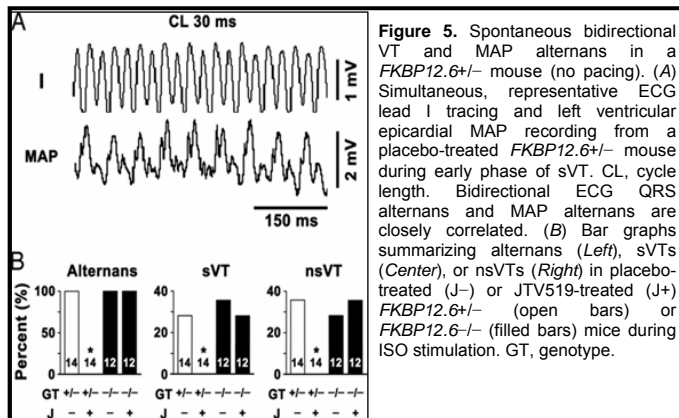 A
CL 30 ms
I
1 mV
MAP
2 mV
150 ms
B
Alternans
sVT
nsVT
Percent (%)
100
50
0
40
20
0
40
20
0
14
*
14
12
12
14
*
14
12
12
14
*
14
12
12
GT +/– +/– –/– –/– +/– +/– –/– –/– +/– +/– –/– –/–
J – + – + – + – + – + – +
Figure 5. Spontaneous bidirectional
VT and MAP alternans in a
FKBP12.6+/– mouse (no pacing). (A)
Simultaneous, representative ECG
lead I tracing and left ventricular
epicardial MAP recording from a
placebo-treated FKBP12.6+/– mouse
during early phase of sVT. CL, cycle
length. Bidirectional ECG QRS
alternans and MAP alternans are
closely correlated. (B) Bar graphs
summarizing alternans (Left), sVTs
(Center), or nsVTs (Right) in placebo-
treated (J–) or JTV519-treated (J+)
FKBP12.6+/– (open bars) or
FKBP12.6–/– (filled bars) mice during
ISO stimulation. GT, genotype.